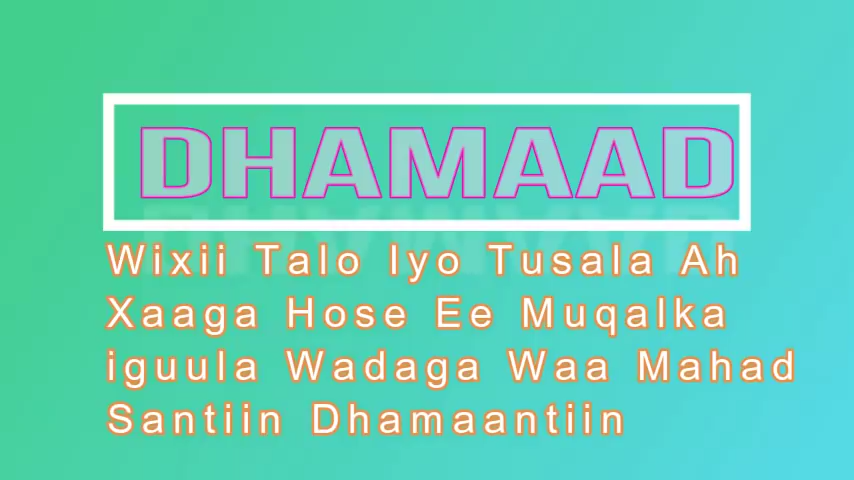 DHAMAAD
Wixii Talo Iyo Tusala Ah
Xaaga Hose Ee Muqalka
iguula Wadaga Waa Mahad
Santiin Dhamaantiin